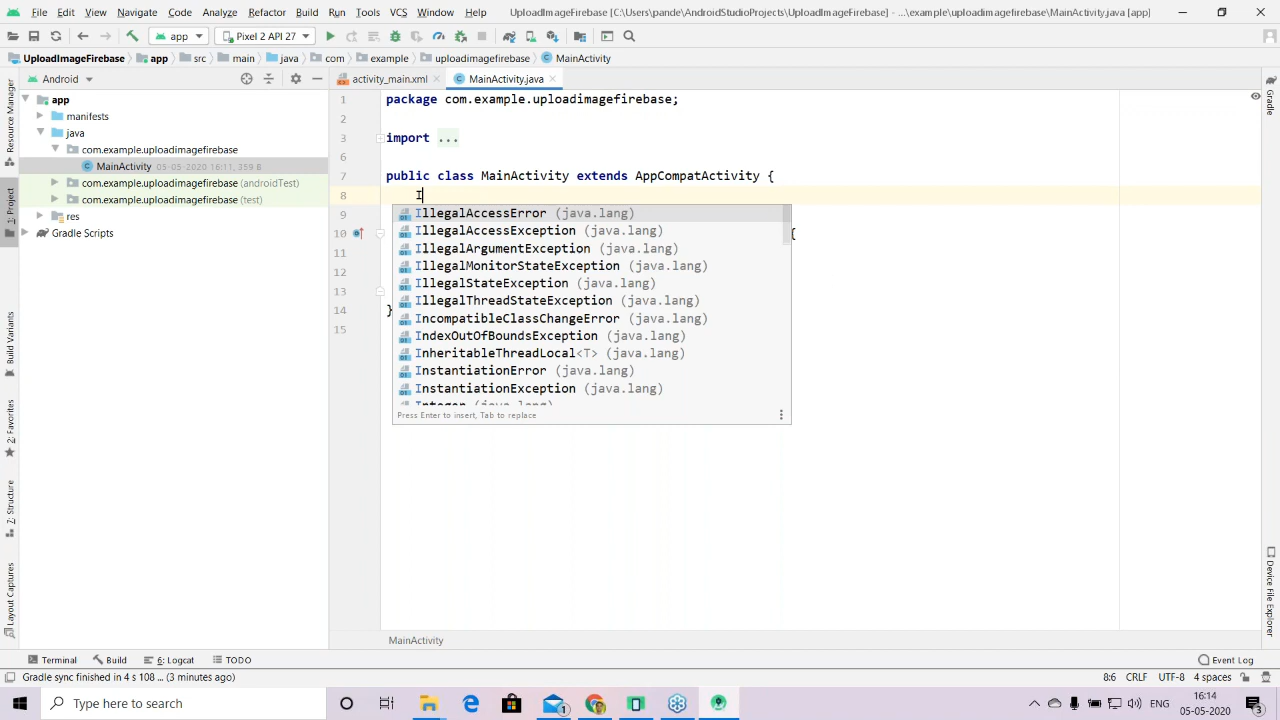 File Edit View Navigate Code Analyze Refactor Build Run Tools VCS Window Help UploadImageFirebase [C:\Users\pande\AndroidStudioProjects\UploadImageFirebase] - ...\example\uploadimagefirebase\MainActivity.java [app]
app Pixel 2 API 27
UploadImageFirebase app src main java com example uploadimagefirebase MainActivity
Android activity_main.xml MainActivity.java
Resource Manager
1: Project
Build Variants
2: Favorites
Z: Structure
Layout Captures
app
manifests
java
com.example.uploadimagefirebase
MainActivity 05-05-2020 16:11, 359 B
com.example.uploadimagefirebase (androidTest)
com.example.uploadimagefirebase (test)
res
Gradle Scripts
1 package com.example.uploadimagefirebase;
2
3 import ...
6
7 public class MainActivity extends AppCompatActivity {
8 I
9
10 {
11
12
13
14 }
15
IllegalAccessError (java.lang)
IllegalAccessException (java.lang)
IllegalArgumentException (java.lang)
IllegalMonitorStateException (java.lang)
IllegalStateException (java.lang)
IllegalThreadStateException (java.lang)
IncompatibleClassChangeError (java.lang)
IndexOutOfBoundsException (java.lang)
InheritableThreadLocal<T> (java.lang)
InstantiationError (java.lang)
InstantiationException (java.lang)
Integer (java.lang)
Press Enter to insert, Tab to replace
Gradle
Device File Explorer
MainActivity
Terminal Build 6: Logcat TODO Event Log
Gradle sync finished in 4 s 108 ... (3 minutes ago) 8:6 CRLF UTF-8 4 spaces
Type here to search 1 ENG 16:14
05-05-2020 3